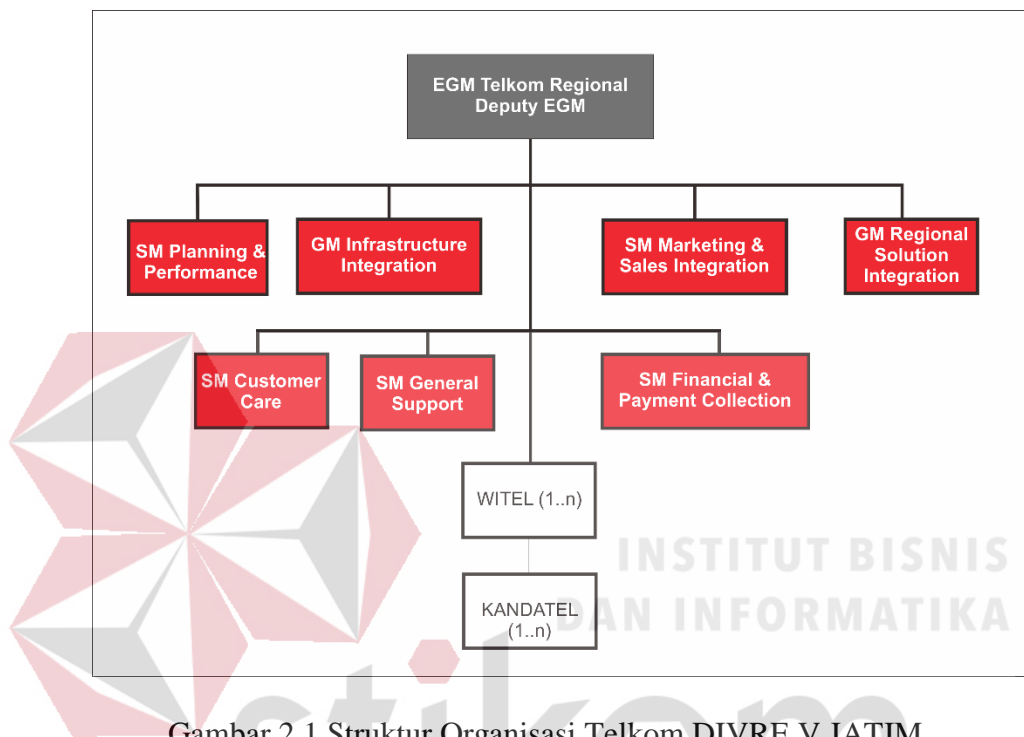 EGM Telkom Regional
Deputy EGM
SM Planning &
Performance
GM Infrastructure
Integration
SM Marketing &
Sales Integration
GM Regional
Solution
Integration
SM Customer
Care
SM General
Support
SM Financial &
Payment Collection
WITEL (1..n)
KANDATEL
(1..n)
INSTITUT BISNIS
DAN INFORMATIKA
stikom
Gambar 2.1 Struktur Organisasi Telkom DIVRE V JATIM